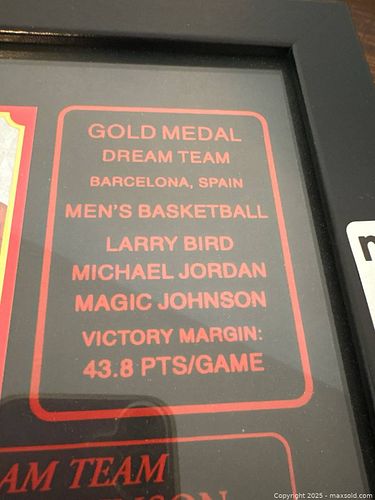 GOLD MEDAL
DREAM TEAM
BARCELONA, SPAIN
MEN'S BASKETBALL
LARRY BIRD
MICHAEL JORDAN
MAGIC JOHNSON
VICTORY MARGIN:
43.8 PTS/GAME
AM TEAM
Copyright 2025 - maxsold.com